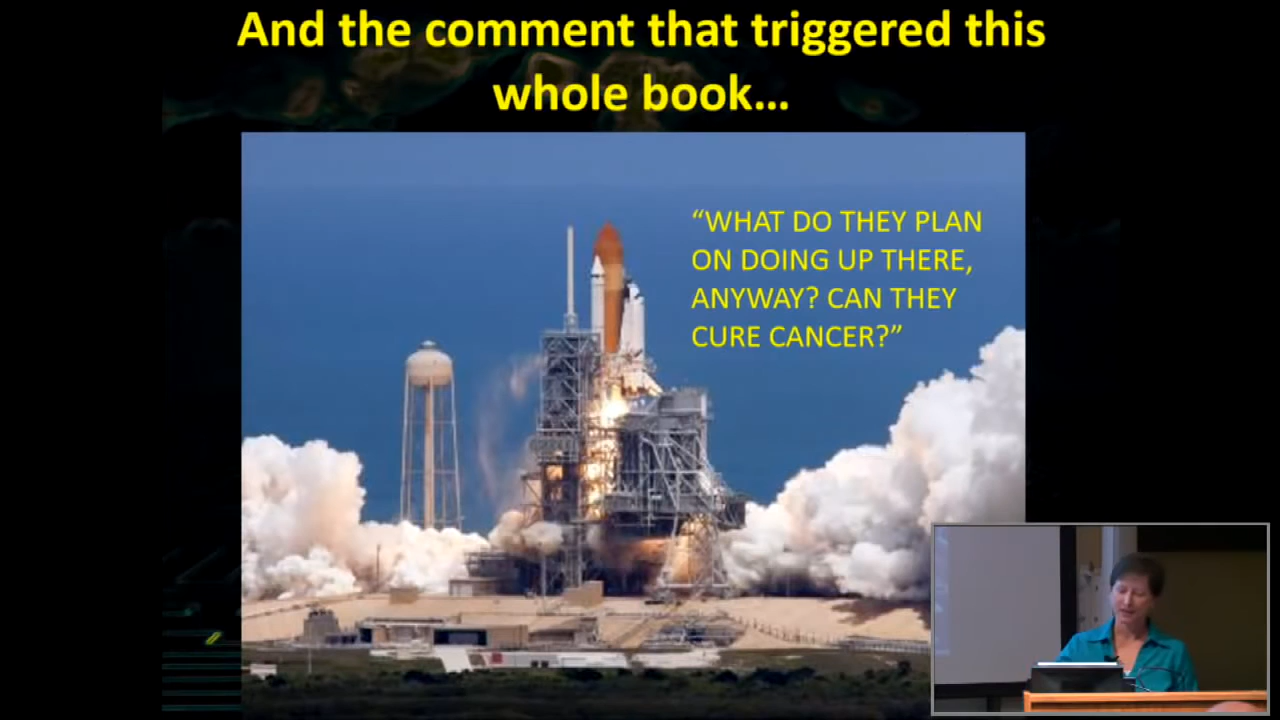 And the comment that triggered this
whole book…
“WHAT DO THEY PLAN
ON DOING UP THERE,
ANYWAY? CAN THEY
CURE CANCER?”